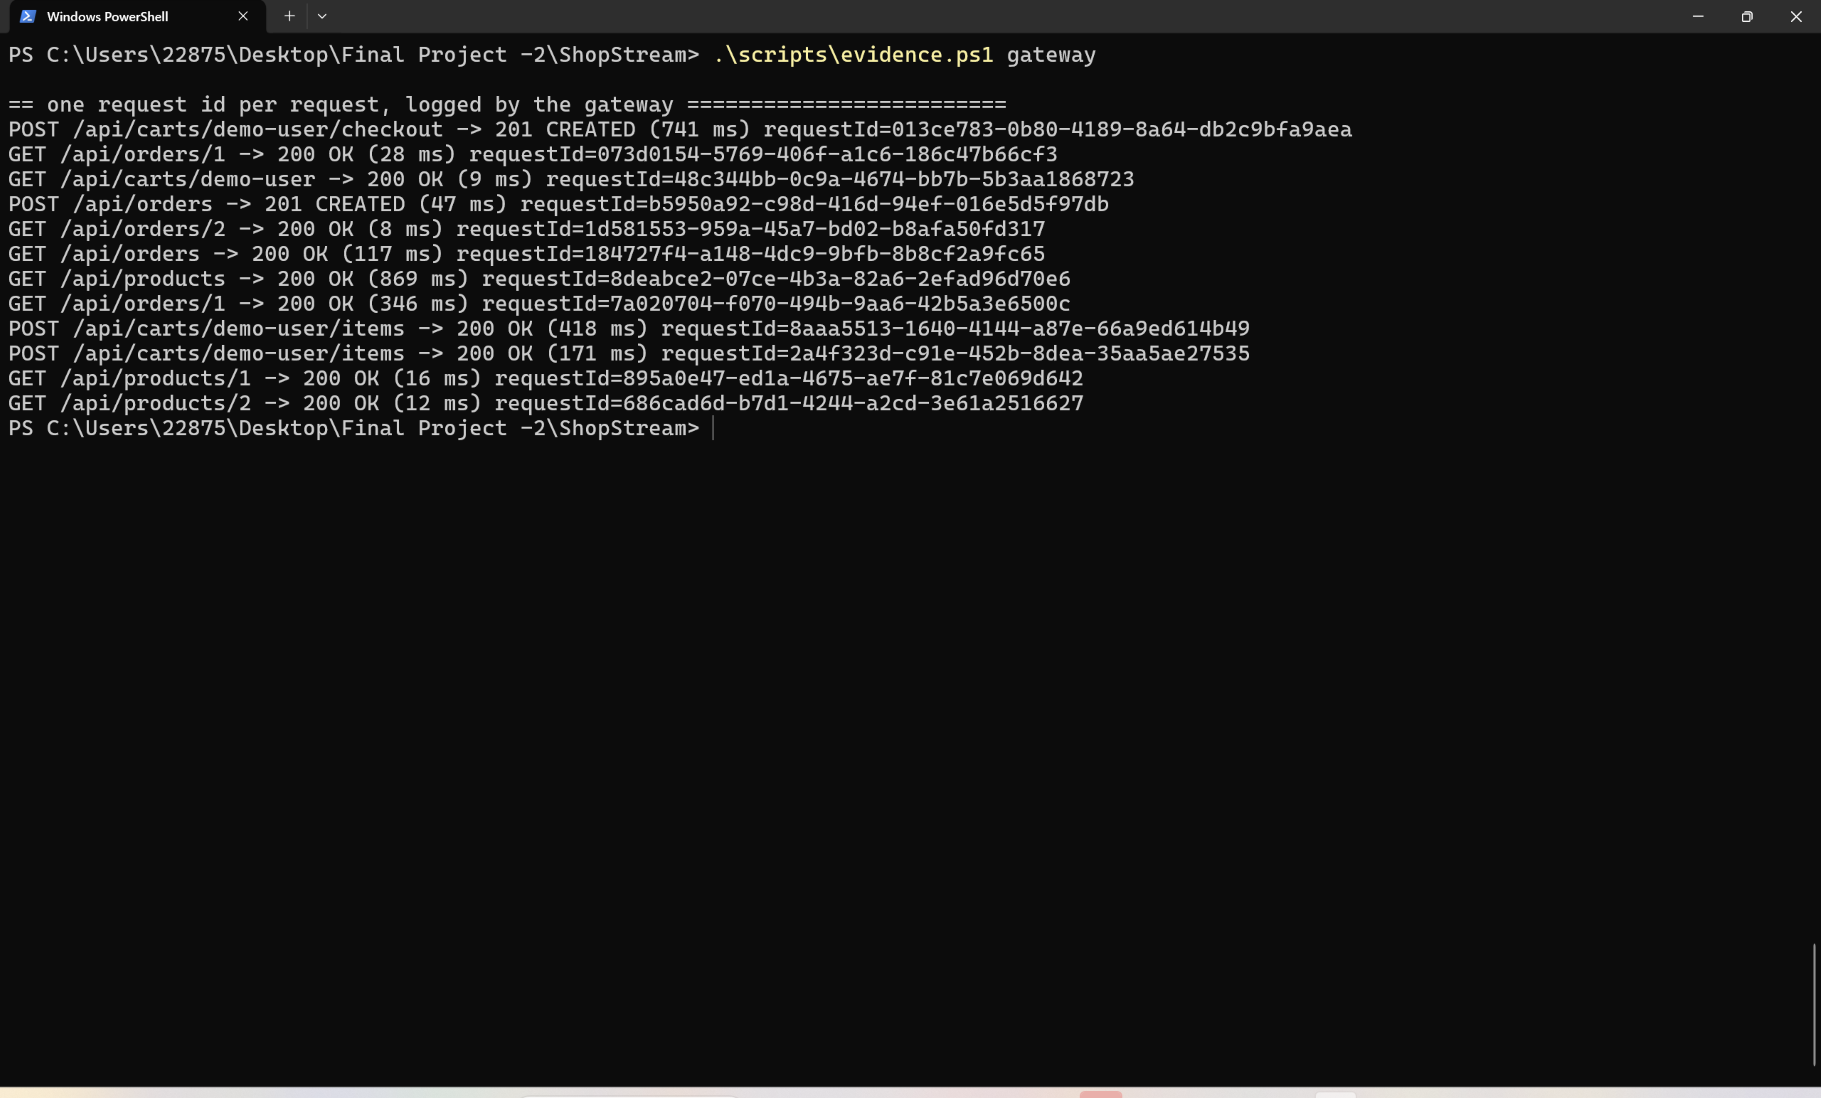 Windows PowerShell
PS C:\Users\22875\Desktop\Final Project -2\ShopStream> .\scripts\evidence.ps1 gateway
== one request id per request, logged by the gateway =========================
POST /api/carts/demo-user/checkout -> 201 CREATED (741 ms) requestId=013ce783-0b80-4189-8a64-db2c9bfa9aea
GET /api/orders/1 -> 200 OK (28 ms) requestId=073d0154-5769-406f-a1c6-186c47b66cf3
GET /api/carts/demo-user -> 200 OK (9 ms) requestId=48c344bb-0c9a-4674-bb7b-5b3aa1868723
POST /api/orders -> 201 CREATED (47 ms) requestId=b5950a92-c98d-416d-94ef-016e5d5f97db
GET /api/orders/2 -> 200 OK (8 ms) requestId=1d581553-959a-45a7-bd02-b8afa50fd317
GET /api/orders -> 200 OK (117 ms) requestId=184727f4-a148-4dc9-9bfb-8b8cf2a9fc65
GET /api/products -> 200 OK (869 ms) requestId=8deabce2-07ce-4b3a-82a6-2efad96d70e6
GET /api/orders/1 -> 200 OK (346 ms) requestId=7a020704-f070-494b-9aa6-42b5a3e6500c
POST /api/carts/demo-user/items -> 200 OK (418 ms) requestId=8aaa5513-1640-4144-a87e-66a9ed614b49
POST /api/carts/demo-user/items -> 200 OK (171 ms) requestId=2a4f323d-c91e-452b-8dea-35aa5ae27535
GET /api/products/1 -> 200 OK (16 ms) requestId=895a0e47-ed1a-4675-ae7f-81c7e069d642
GET /api/products/2 -> 200 OK (12 ms) requestId=686cad6d-b7d1-4244-a2cd-3e61a2516627
PS C:\Users\22875\Desktop\Final Project -2\ShopStream>